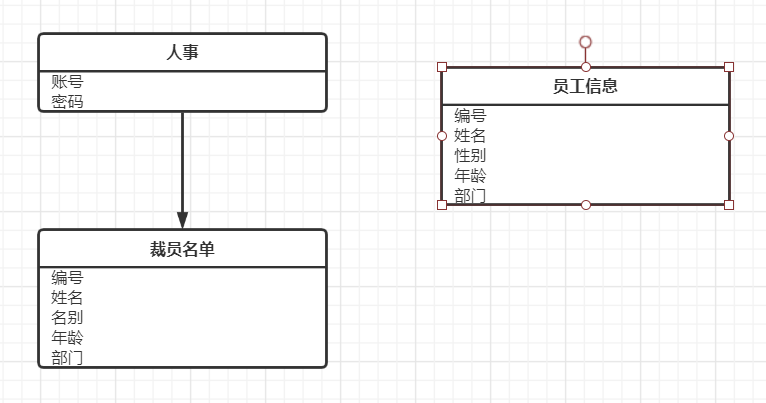 人事
账号
密码
员工信息
编号
姓名
性别
年龄
部门
裁员名单
编号
姓名
名别
年龄
部门